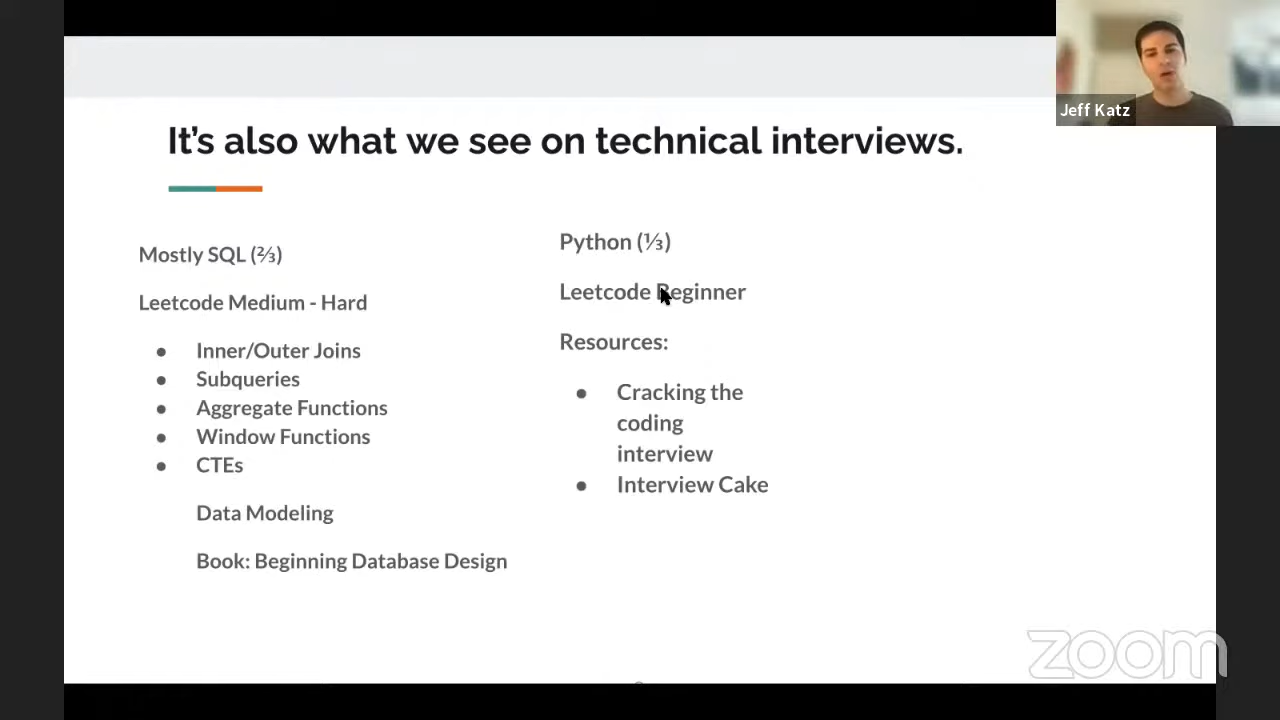 Jeff Katz
It's also what we see on technical interviews.
Mostly SQL (⅔)
Leetcode Medium - Hard
● Inner/Outer Joins
● Subqueries
● Aggregate Functions
● Window Functions
● CTEs
Data Modeling
Book: Beginning Database Design
Python (⅓)
Leetcode Beginner
Resources:
● Cracking the
coding
interview
● Interview Cake
zoom